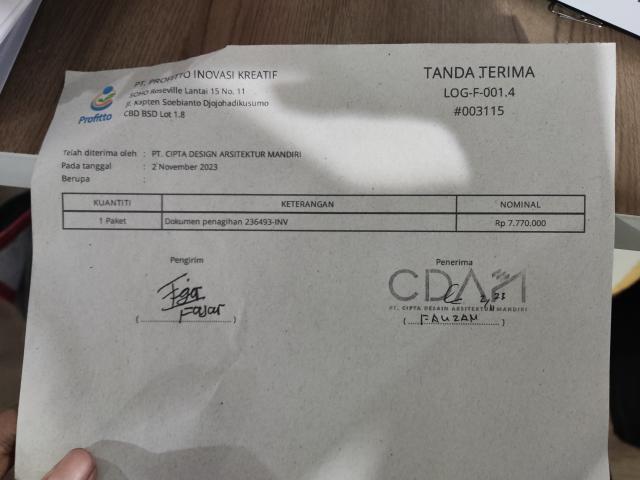 PT. PROFITTO INOVASI KREATIF
SOHO Roseville Lantai 15 No. 11
Jl. Kapten Soebianto Djojohadikusumo
CBD BSD Lot 1.8
Profitto
TANDA TERIMA
LOG-F-001.4
#003115
Telah diterima oleh : PT. CIPTA DESIGN ARSITEKTUR MANDIRI
Pada tanggal : 2 November 2023
Berupa :
KUANTITI KETERANGAN NOMINAL
1 Paket Dokumen penagihan 236493-INV Rp 7.770.000
Pengirim
Fajar
(........................)
Penerima
CDAM
PT. CIPTA DESAIN ARSITEKTUR MANDIRI
(FAUZAN)